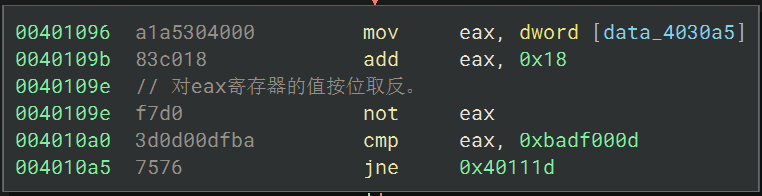 00401096 a1a5304000 mov eax, dword [data_4030a5]
0040109b 83c018 add eax, 0x18
0040109e // 对eax寄存器的值按位取反。
0040109e f7d0 not eax
004010a0 3d0d00dfba cmp eax, 0xbadf000d
004010a5 7576 jne 0x40111d